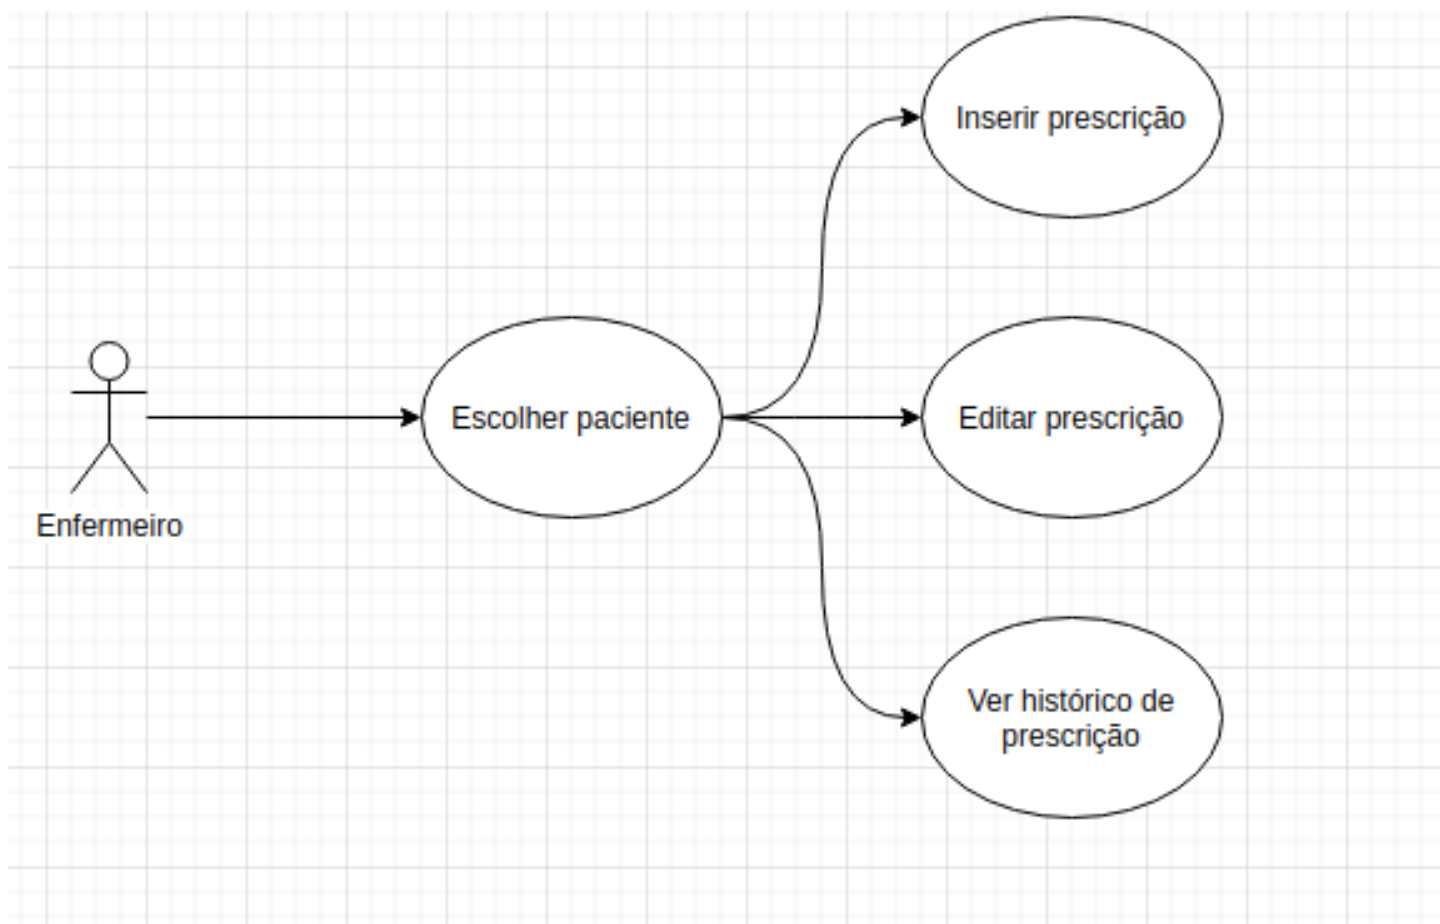 Inserir prescrição
Escolher paciente
Editar prescrição
Enfermeiro
Ver histórico de
prescrição